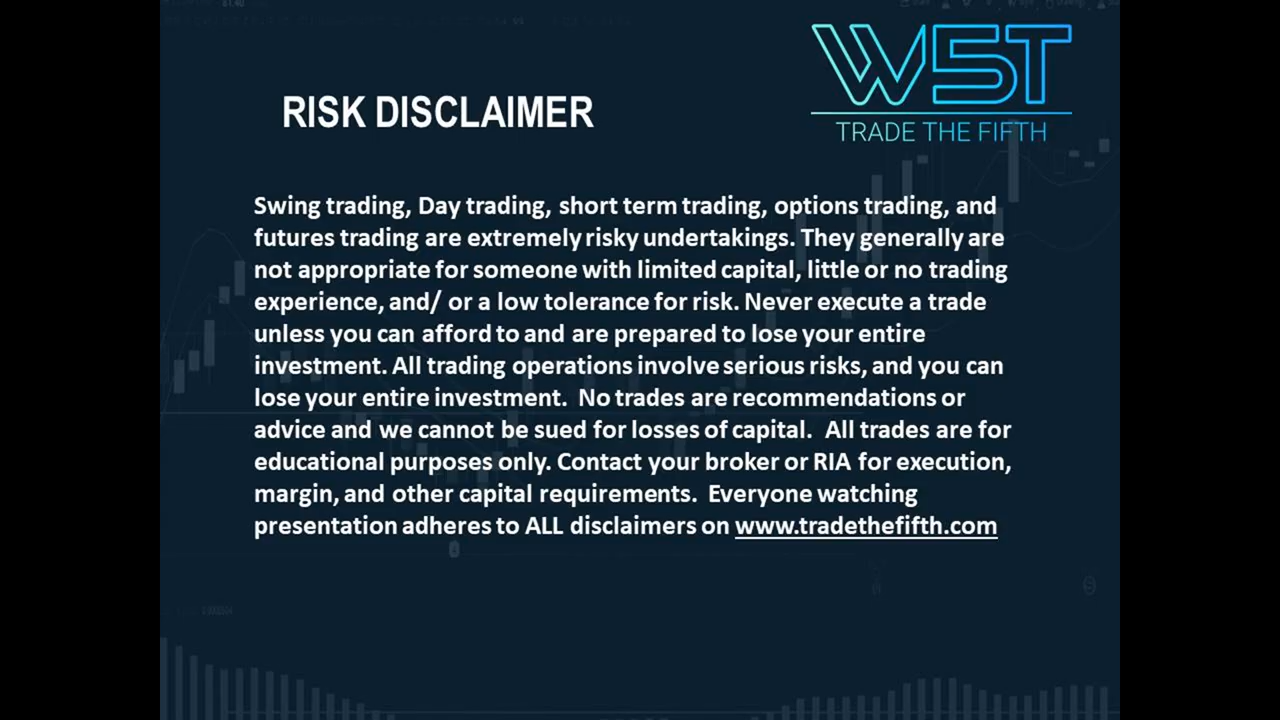 W5T
TRADE THE FIFTH
RISK DISCLAIMER
Swing trading, Day trading, short term trading, options trading, and
futures trading are extremely risky undertakings. They generally are
not appropriate for someone with limited capital, little or no trading
experience, and/ or a low tolerance for risk. Never execute a trade
unless you can afford to and are prepared to lose your entire
investment. All trading operations involve serious risks, and you can
lose your entire investment.  No trades are recommendations or
advice and we cannot be sued for losses of capital.  All trades are for
educational purposes only. Contact your broker or RIA for execution,
margin, and other capital requirements.  Everyone watching
presentation adheres to ALL disclaimers on www.tradethefifth.com